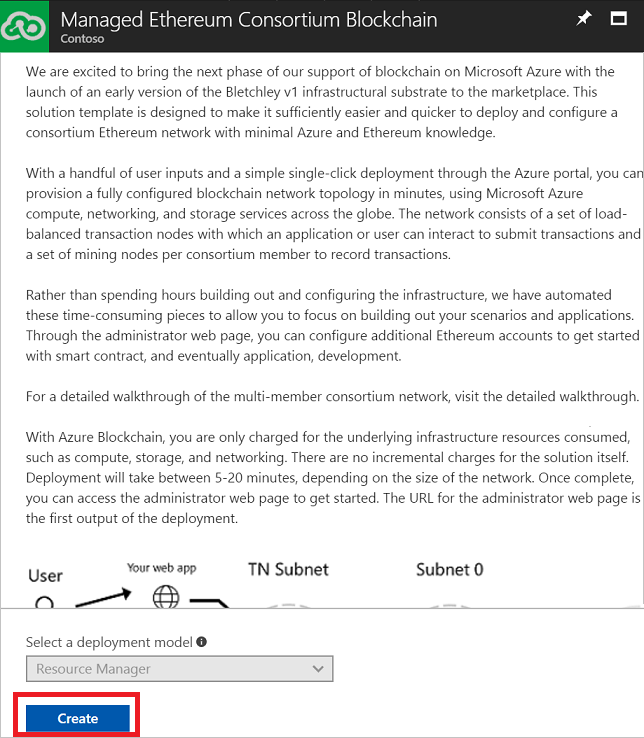 Managed Ethereum Consortium Blockchain
Contoso
We are excited to bring the next phase of our support of blockchain on Microsoft Azure with the
launch of an early version of the Bletchley v1 infrastructural substrate to the marketplace. This
solution template is designed to make it sufficiently easier and quicker to deploy and configure a
consortium Ethereum network with minimal Azure and Ethereum knowledge.
With a handful of user inputs and a simple single-click deployment through the Azure portal, you can
provision a fully configured blockchain network topology in minutes, using Microsoft Azure
compute, networking, and storage services across the globe. The network consists of a set of load-
balanced transaction nodes with which an application or user can interact to submit transactions and
a set of mining nodes per consortium member to record transactions.
Rather than spending hours building out and configuring the infrastructure, we have automated
these time-consuming pieces to allow you to focus on building out your scenarios and applications.
Through the administrator web page, you can configure additional Ethereum accounts to get started
with smart contract, and eventually application, development.
For a detailed walkthrough of the multi-member consortium network, visit the detailed walkthrough.
With Azure Blockchain, you are only charged for the underlying infrastructure resources consumed,
such as compute, storage, and networking. There are no incremental charges for the solution itself.
Deployment will take between 5-20 minutes, depending on the size of the network. Once complete,
you can access the administrator web page to get started. The URL for the administrator web page is
the first output of the deployment.
User Your web app TN Subnet Subnet 0
Select a deployment model
Resource Manager
Create